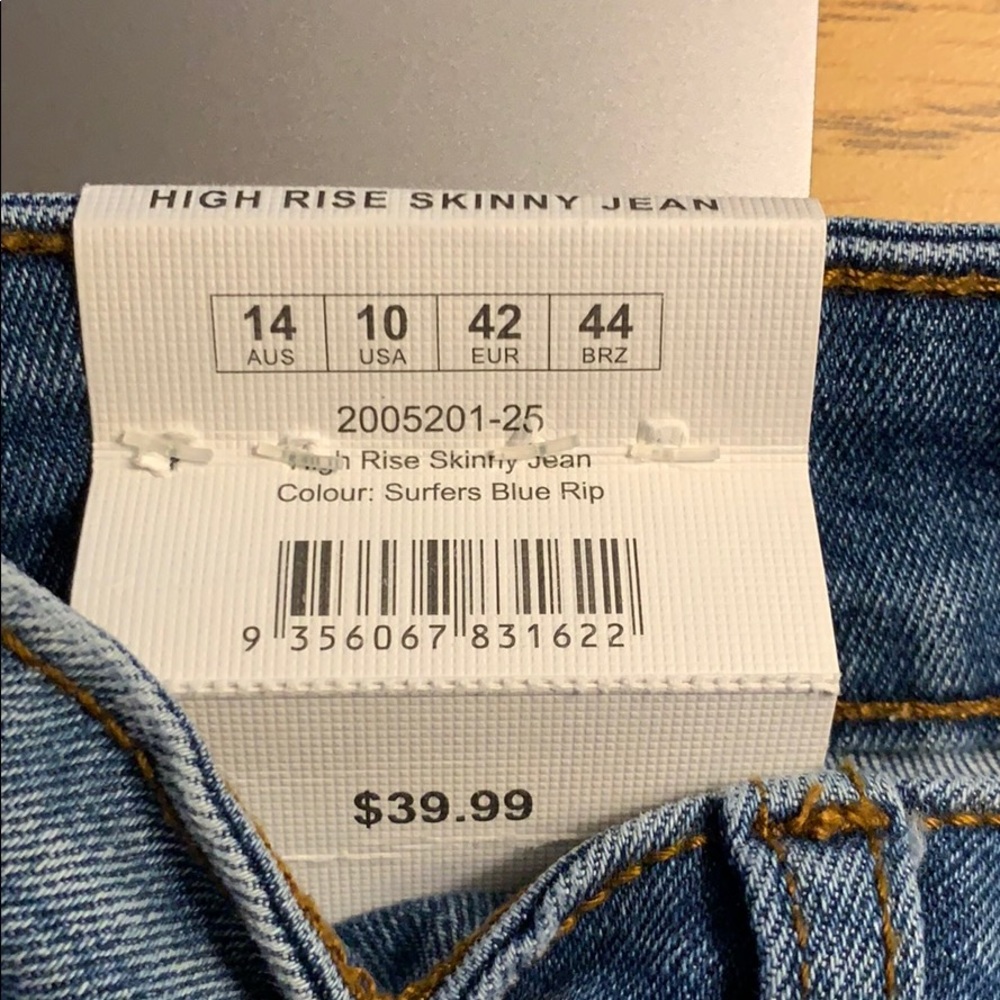 HIGH RISE SKINNY JEAN
14 10 42 44
AUS USA EUR BRZ
2005201-25
High Rise Skinny Jean
Colour: Surfers Blue Rip
9 356067 831622
$39.99